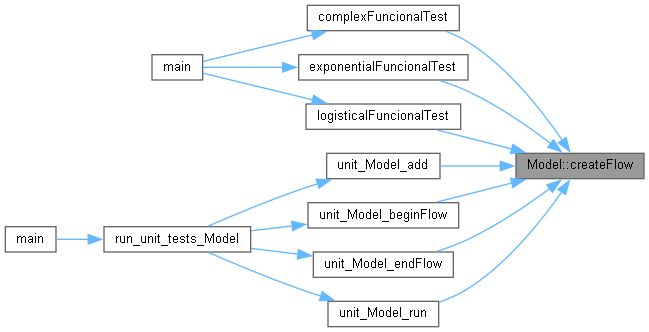 complexFuncionalTest
main
exponentialFuncionalTest
logisticalFuncionalTest
Model::createFlow
unit_Model_add
unit_Model_beginFlow
main
run_unit_tests_Model
unit_Model_endFlow
unit_Model_run